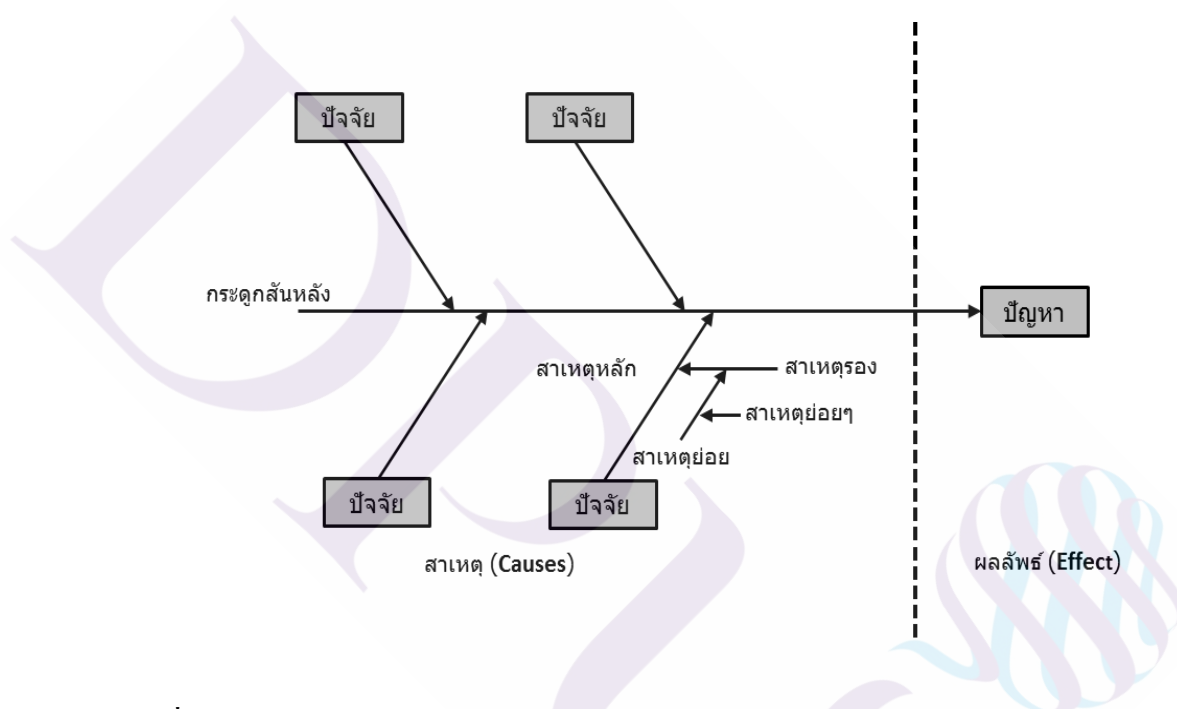 ปัจจัย
ปัจจัย
กระดูกสันหลัง
ปัญหา
สาเหตุหลัก
สาเหตุรอง
สาเหตุย่อยๆ
สาเหตุย่อย
ปัจจัย
ปัจจัย
สาเหตุ (Causes)
ผลลัพธ์ (Effect)